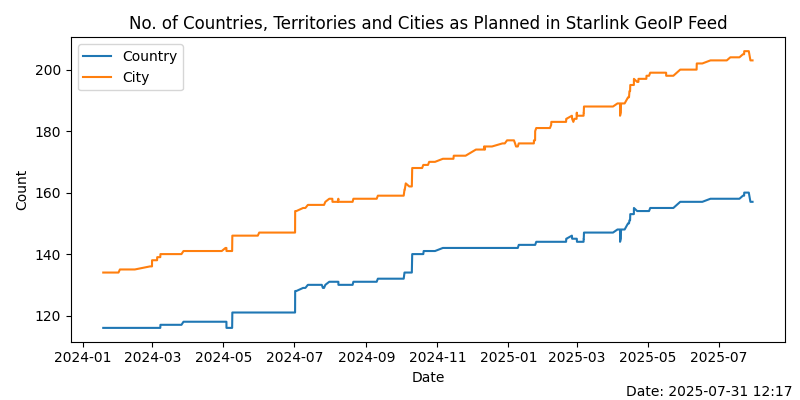 No. of Countries, Territories and Cities as Planned in Starlink GeoIP Feed
Country
City
200
180
160
140
120
Count
2024-01 2024-03 2024-05 2024-07 2024-09 2024-11 2025-01 2025-03 2025-05 2025-07
Date
Date: 2025-07-31 12:17